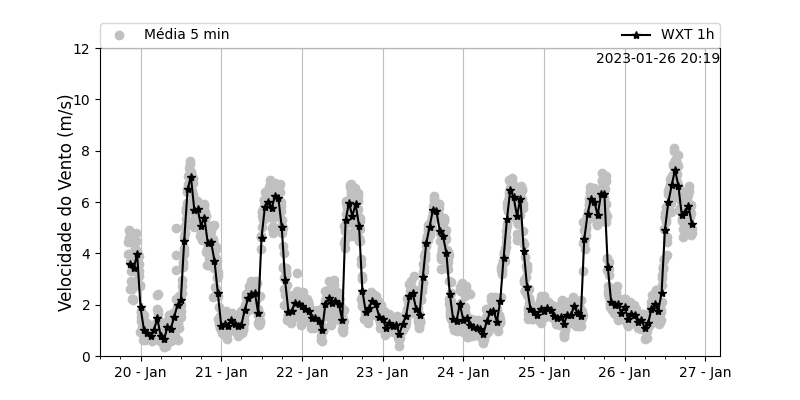 Média 5 min
WXT 1h
2023-01-26 20:19
Velocidade do Vento (m/s)
12
10
8
6
4
2
0
20 - Jan
21 - Jan
22 - Jan
23 - Jan
24 - Jan
25 - Jan
26 - Jan
27 - Jan